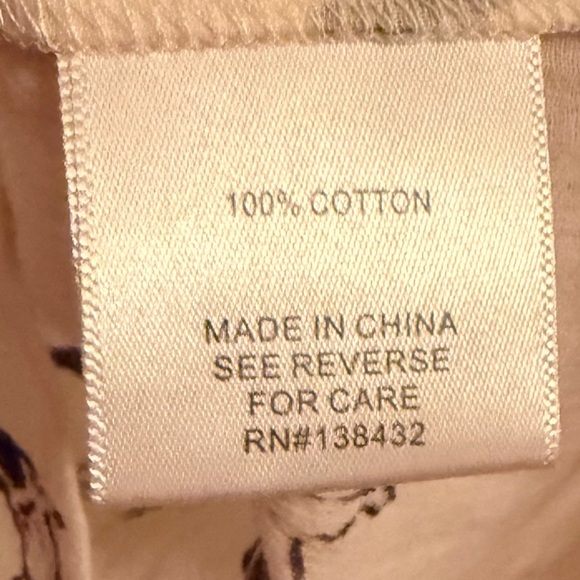 100% COTTON
MADE IN CHINA
SEE REVERSE
FOR CARE
RN#138432